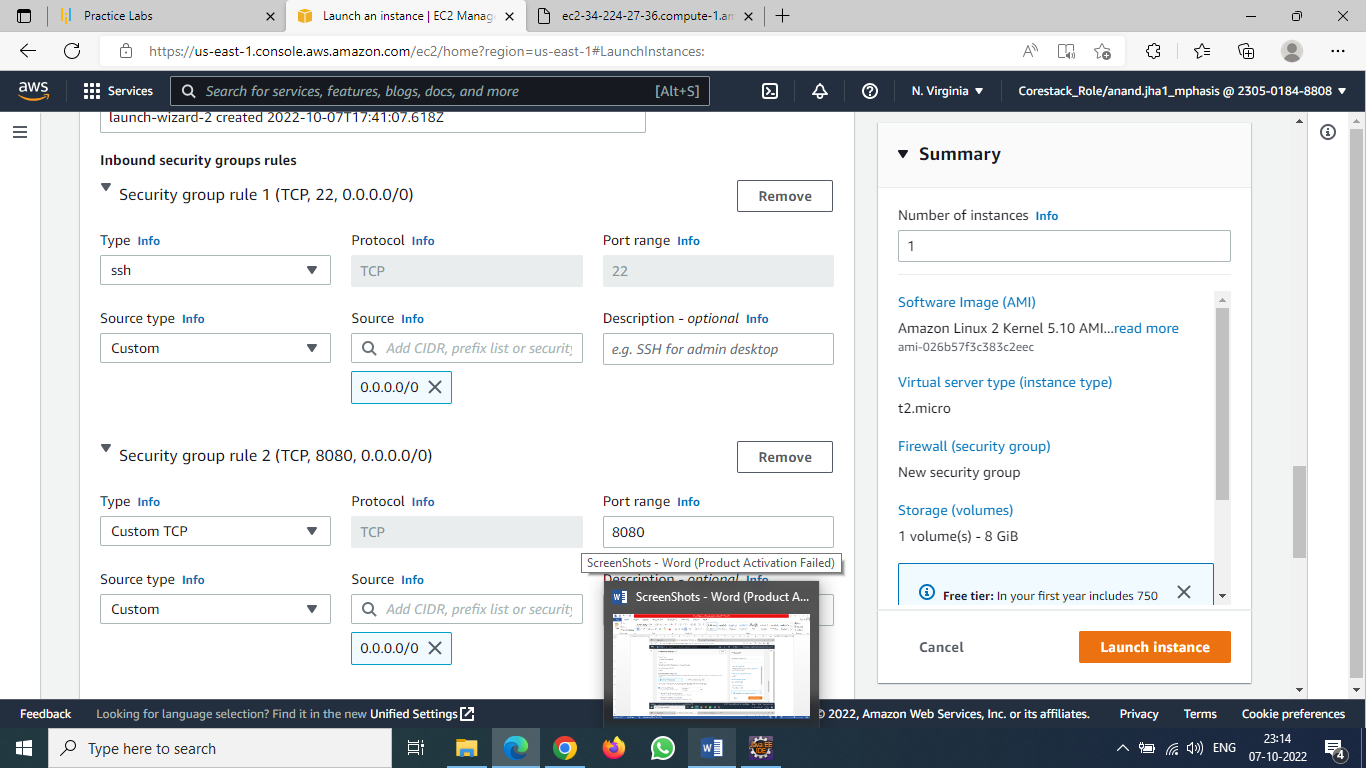 Practice Labs
Launch an instance | EC2 Manag
ec2-34-224-27-36.compute-1.am
https://us-east-1.console.aws.amazon.com/ec2/home?region=us-east-1#LaunchInstances:
aws
Services
Search for services, features, blogs, docs, and more
[Alt+S]
N. Virginia
Corestack_Role/anand.jha1_mphasis @ 2305-0184-8808
launch-wizard-2 created 2022-10-07T17:41:07.618Z
Inbound security groups rules
Security group rule 1 (TCP, 22, 0.0.0.0/0)
Remove
Type Info
Protocol Info
Port range Info
ssh
TCP
22
Source type Info
Source Info
Description - optional Info
Custom
Add CIDR, prefix list or security
e.g. SSH for admin desktop
0.0.0.0/0
Security group rule 2 (TCP, 8080, 0.0.0.0/0)
Remove
Type Info
Protocol Info
Port range Info
Custom TCP
TCP
8080
ScreenShots - Word (Product Activation Failed)
Source type Info
Source Info
Description - optional Info
Custom
Add CIDR, prefix list or security
ScreenShots - Word (Product A...
0.0.0.0/0
Summary
Number of instances Info
1
Software Image (AMI)
Amazon Linux 2 Kernel 5.10 AMI...read more
ami-026b57f3c383c2eec
Virtual server type (instance type)
t2.micro
Firewall (security group)
New security group
Storage (volumes)
1 volume(s) - 8 GiB
Free tier: In your first year includes 750
Cancel
Launch instance
Feedback
Looking for language selection? Find it in the new Unified Settings
© 2022, Amazon Web Services, Inc. or its affiliates.
Privacy
Terms
Cookie preferences
Type here to search
ENG
23:14
07-10-2022
4